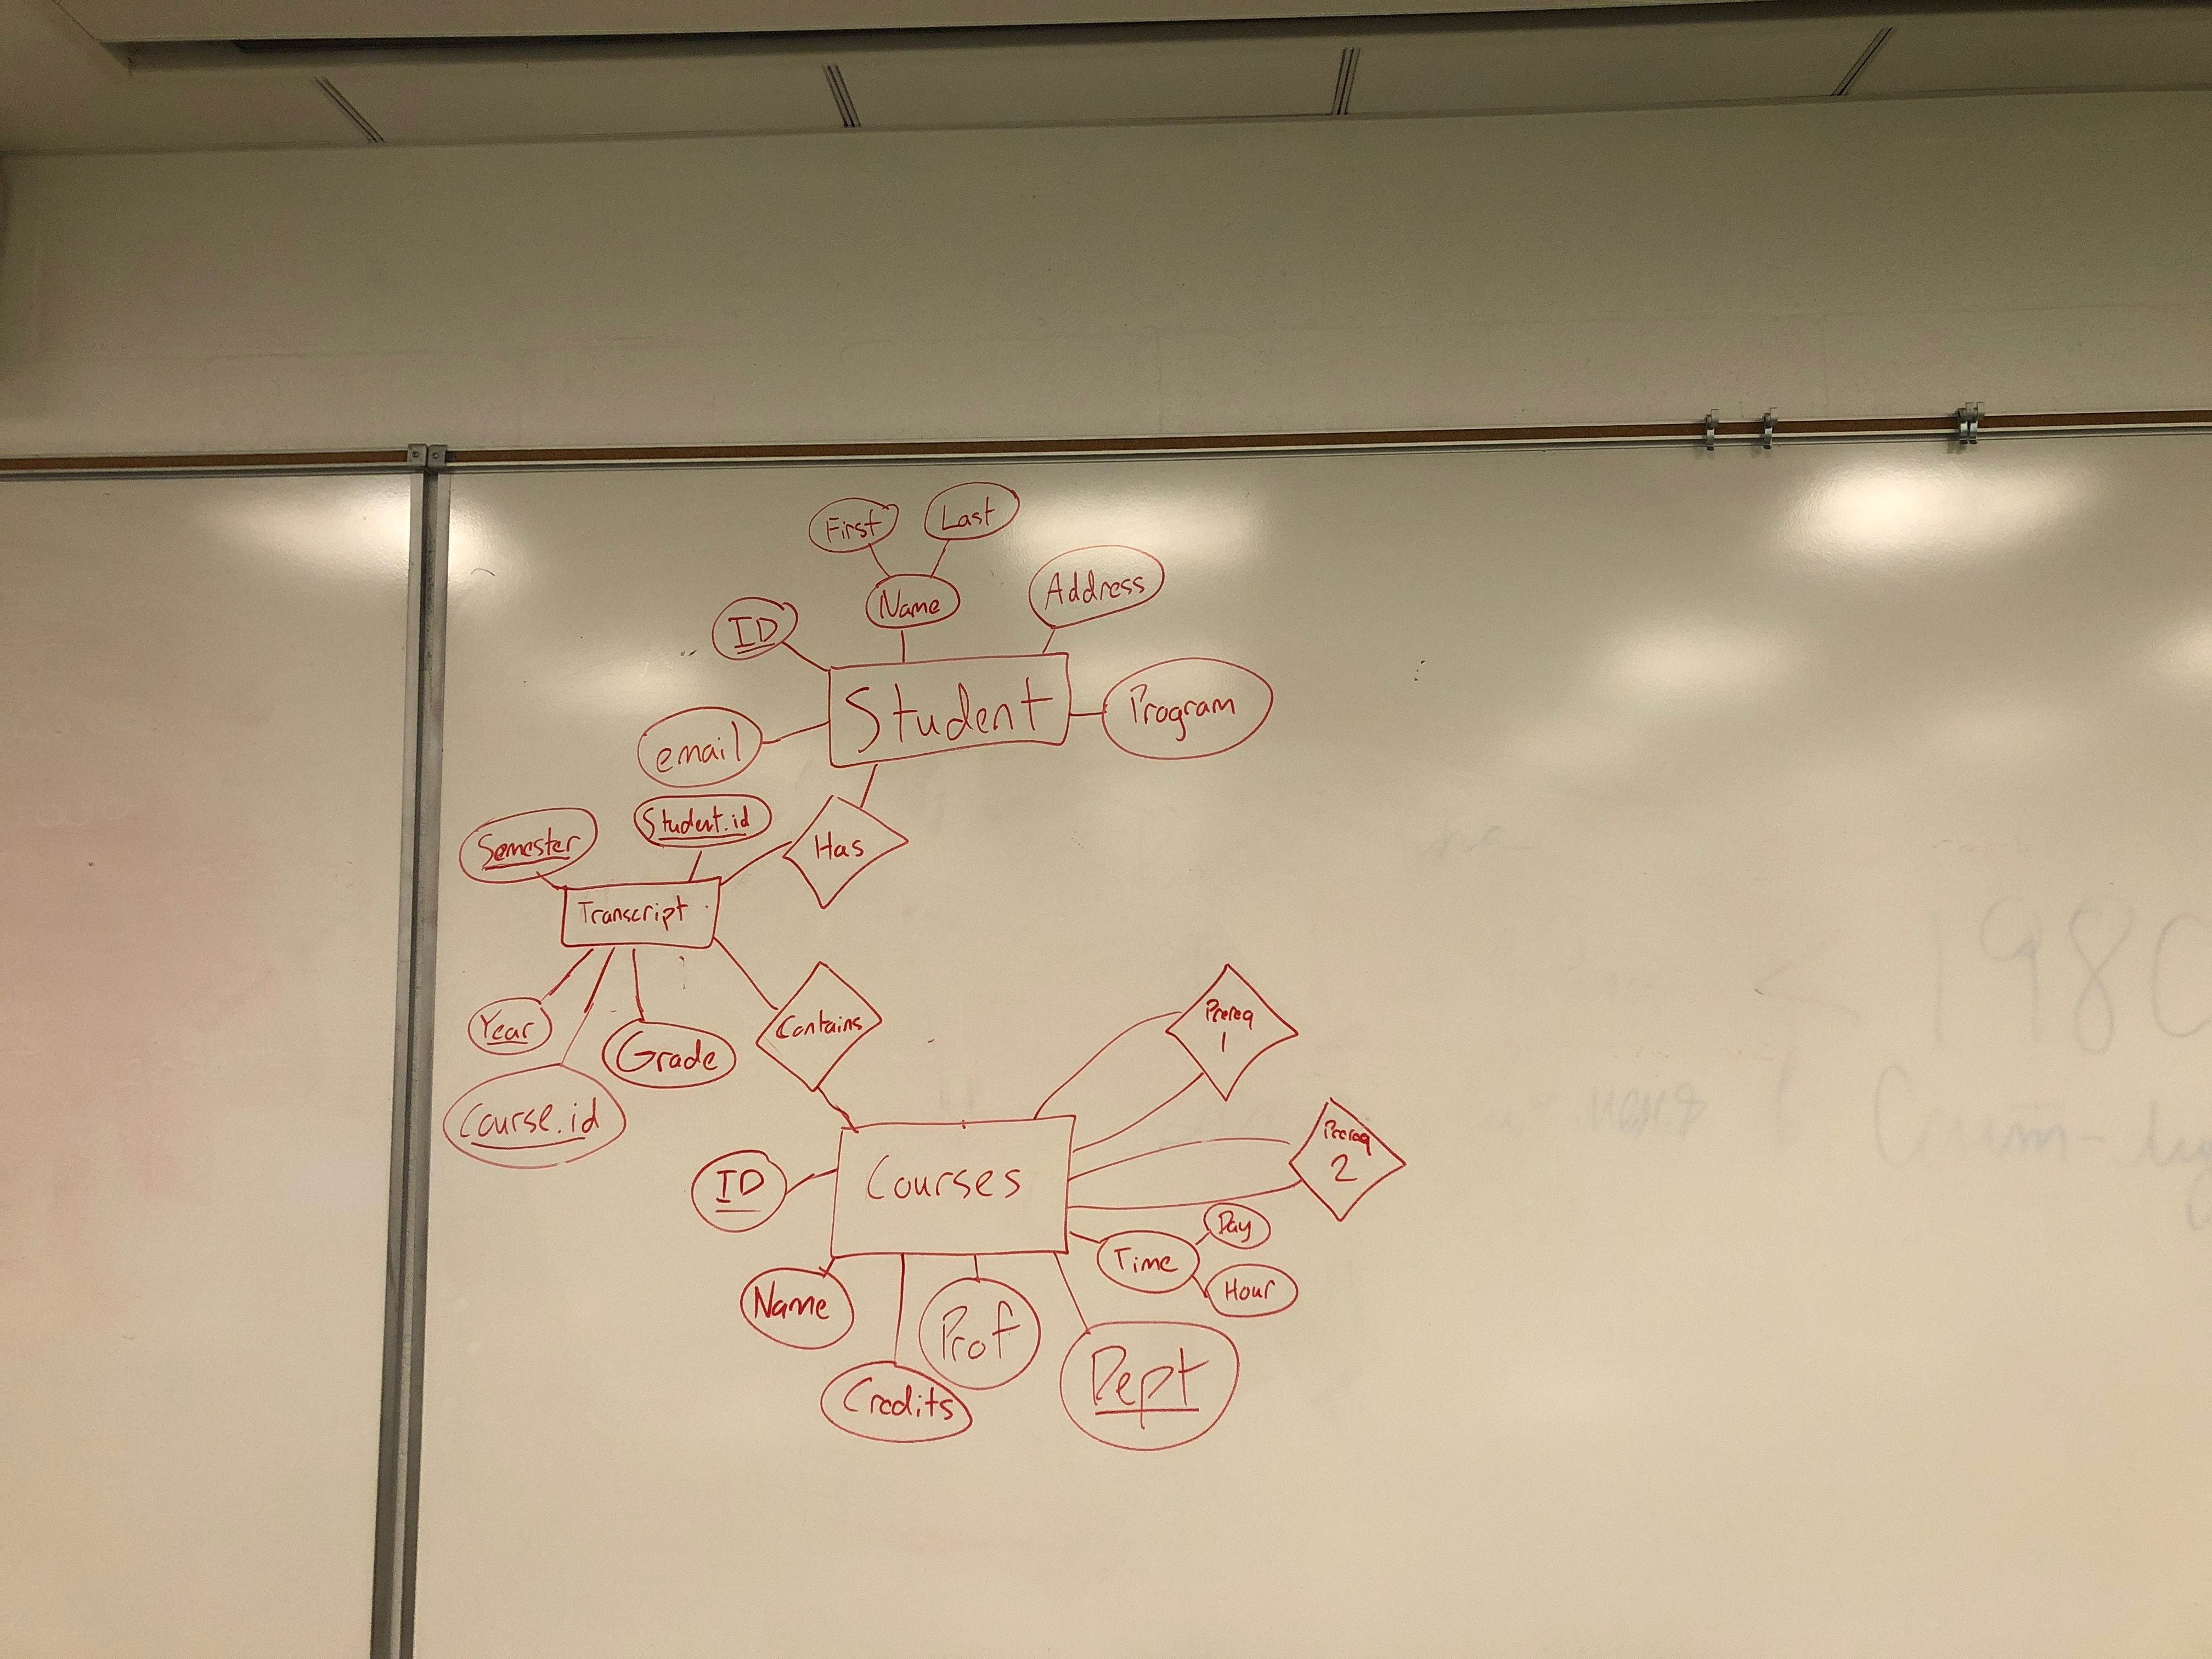 First
Last
Name
Address
ID
Student
Program
email
Student.id
Semester
Has
Transcript
Year
Grade
Contains
Course.id
Prereq
1
Prereq
2
Courses
ID
Day
Time
Hour
Name
Prof
Dept
Credits
1980